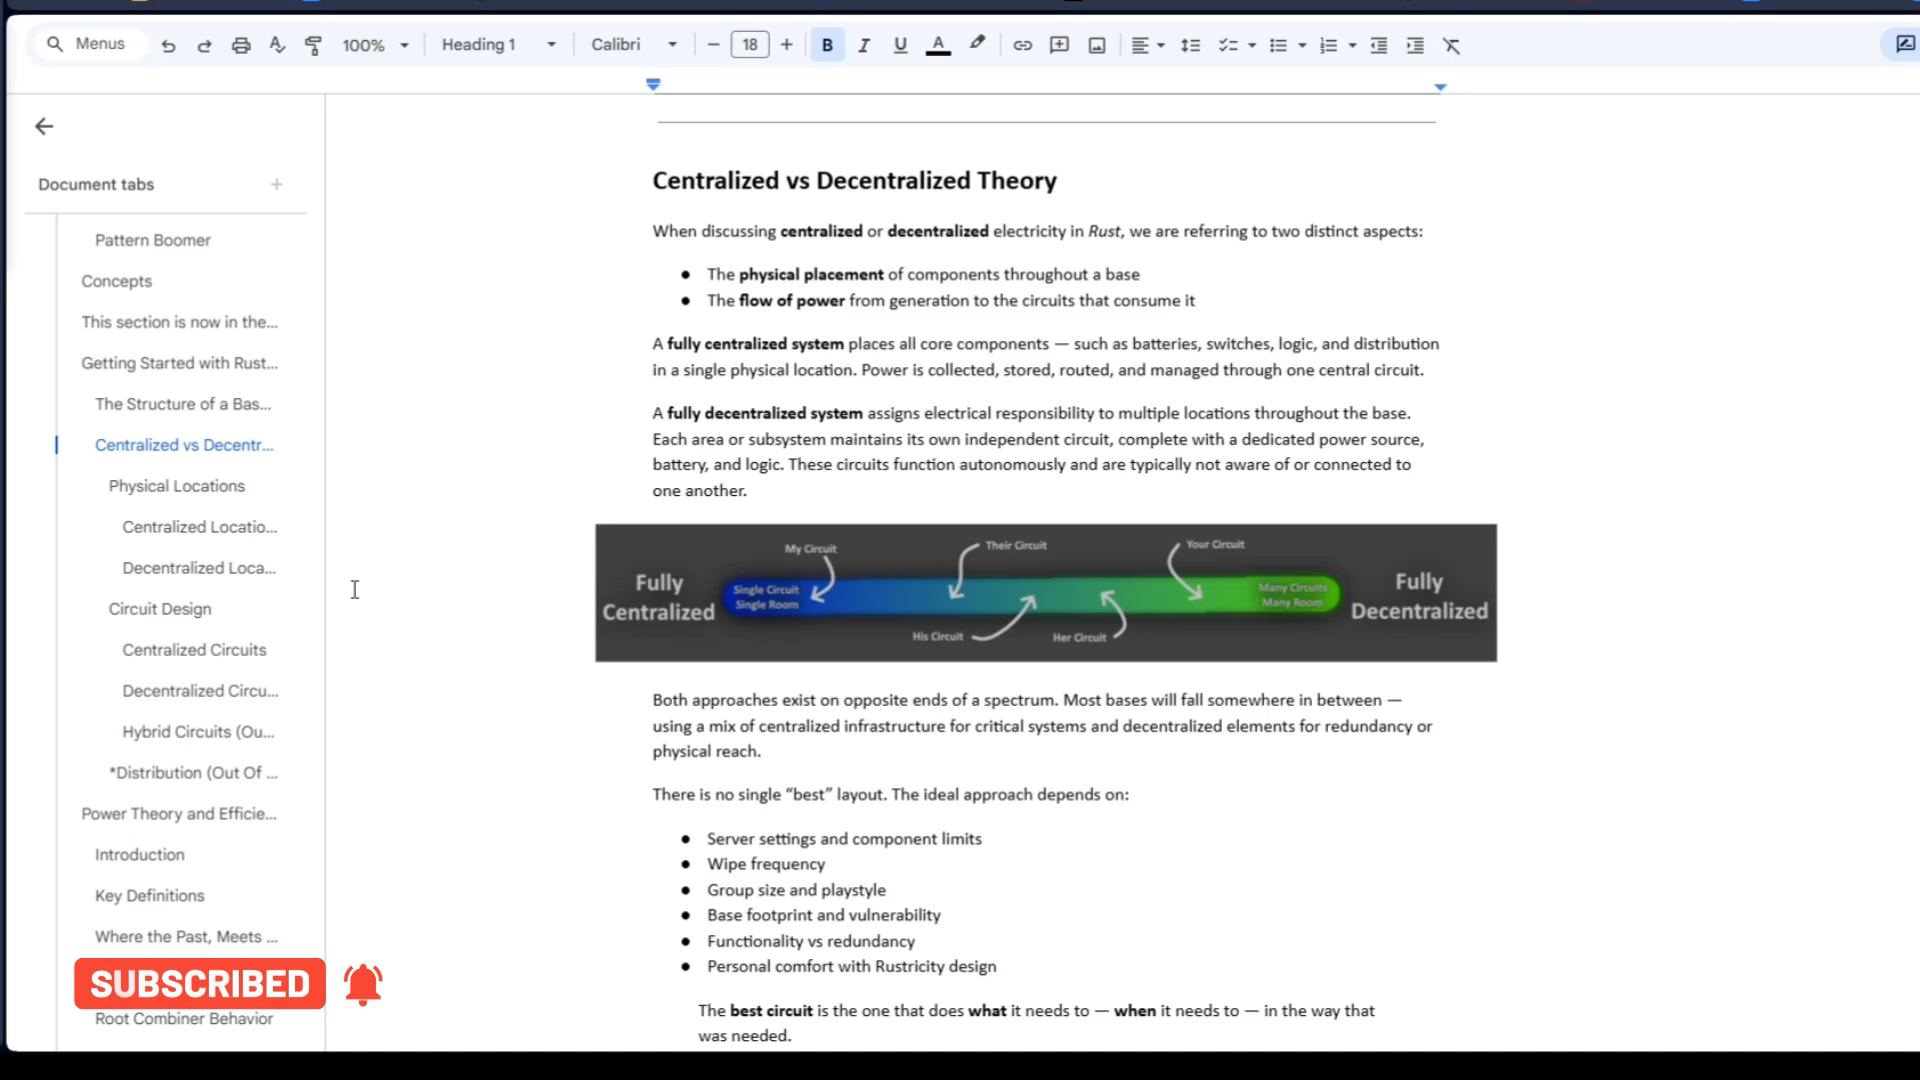 Menus
100%
Heading 1
Calibri
18
Document tabs
Pattern Boomer
Concepts
This section is now in the...
Getting Started with Rust...
The Structure of a Bas...
Centralized vs Decentr...
Physical Locations
Centralized Locatio...
Decentralized Loca...
Circuit Design
Centralized Circuits
Decentralized Circu...
Hybrid Circuits (Ou...
*Distribution (Out Of ...
Power Theory and Efficie...
Introduction
Key Definitions
Where the Past, Meets ...
SUBSCRIBED
Root Combiner Behavior
Centralized vs Decentralized Theory
When discussing centralized or decentralized electricity in Rust, we are referring to two distinct aspects:
● The physical placement of components throughout a base
● The flow of power from generation to the circuits that consume it
A fully centralized system places all core components — such as batteries, switches, logic, and distribution
in a single physical location. Power is collected, stored, routed, and managed through one central circuit.
A fully decentralized system assigns electrical responsibility to multiple locations throughout the base.
Each area or subsystem maintains its own independent circuit, complete with a dedicated power source,
battery, and logic. These circuits function autonomously and are typically not aware of or connected to
one another.
My Circuit
Their Circuit
Your Circuit
Fully
Centralized
Single Circuit
Single Room
Many Circuits
Many Room
Fully
Decentralized
His Circuit
Her Circuit
Both approaches exist on opposite ends of a spectrum. Most bases will fall somewhere in between —
using a mix of centralized infrastructure for critical systems and decentralized elements for redundancy or
physical reach.
There is no single “best” layout. The ideal approach depends on:
● Server settings and component limits
● Wipe frequency
● Group size and playstyle
● Base footprint and vulnerability
● Functionality vs redundancy
● Personal comfort with Rustricity design
The best circuit is the one that does what it needs to — when it needs to — in the way that
was needed.